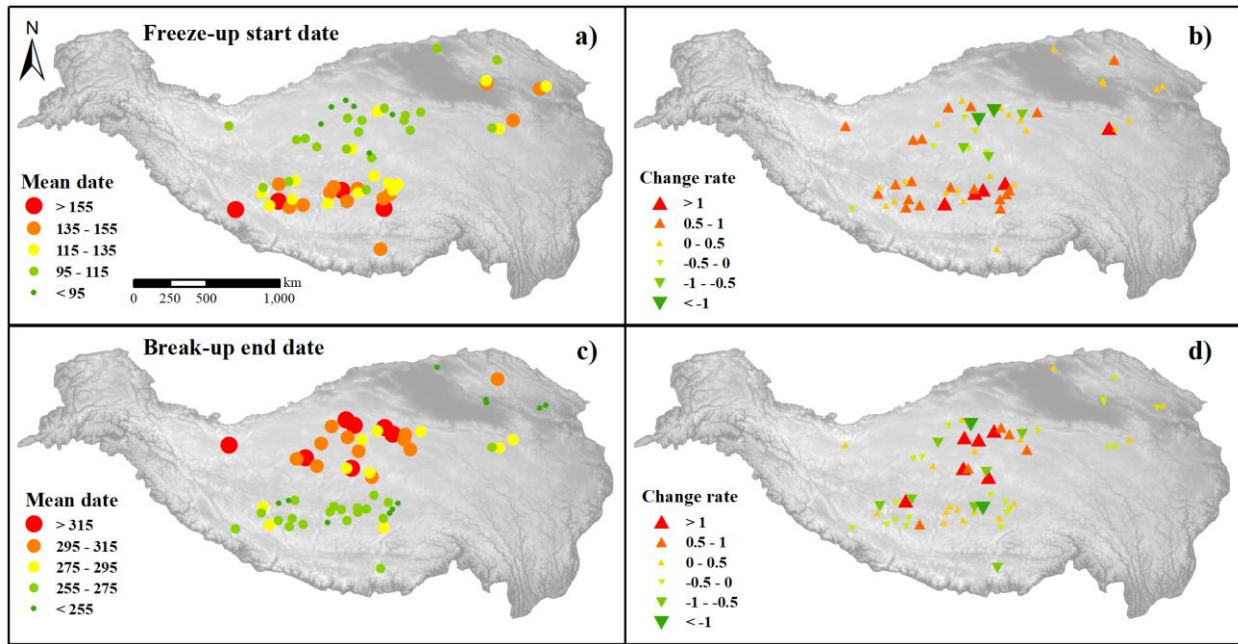 N
Freeze-up start date
a)
Mean date
> 155
135 - 155
115 - 135
95 - 115
< 95
km
0 250 500 1,000
b)
Change rate
> 1
0.5 - 1
0 - 0.5
-0.5 - 0
-1 - -0.5
< -1
Break-up end date
c)
Mean date
> 315
295 - 315
275 - 295
255 - 275
< 255
d)
Change rate
> 1
0.5 - 1
0 - 0.5
-0.5 - 0
-1 - -0.5
< -1